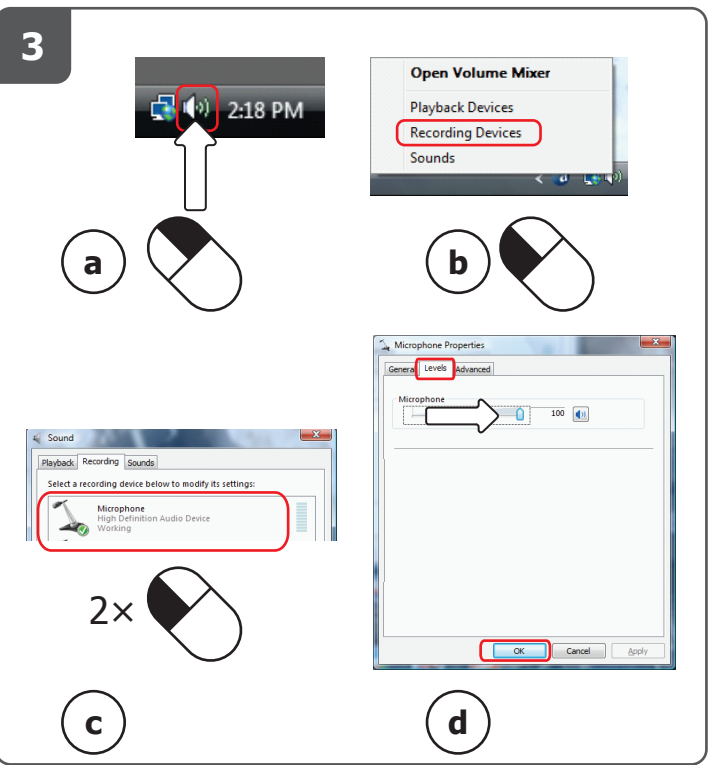 3
2:18 PM
a
Open Volume Mixer
Playback Devices
Recording Devices
Sounds
b
Sound
Playback Recording Sounds
Select a recording device below to modify its settings:
Microphone
High Definition Audio Device
Working
2×
c
Microphone Properties
General Levels Advanced
Microphone
100
OK Cancel Apply
d